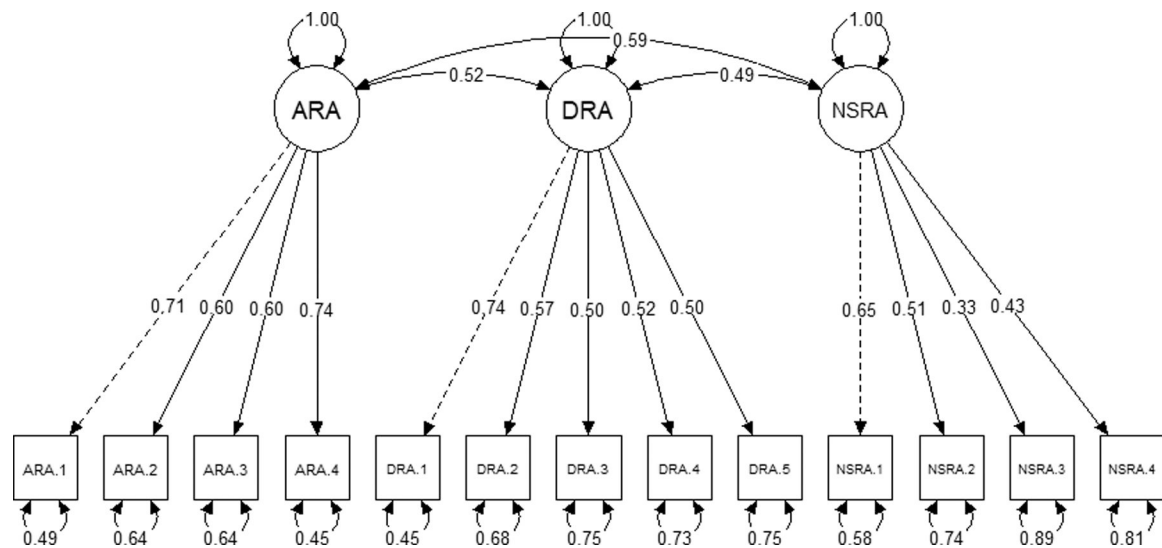 1.00 1.00 1.00
0.59
0.52 0.49
ARA DRA NSRA
0.71 0.60 0.60 0.74 0.74 0.57 0.50 0.52 0.50 0.65 0.51 0.33 0.43
ARA.1 ARA.2 ARA.3 ARA.4 DRA.1 DRA.2 DRA.3 DRA.4 DRA.5 NSRA.1 NSRA.2 NSRA.3 NSRA.4
0.49 0.64 0.64 0.45 0.45 0.68 0.75 0.73 0.75 0.58 0.74 0.89 0.81